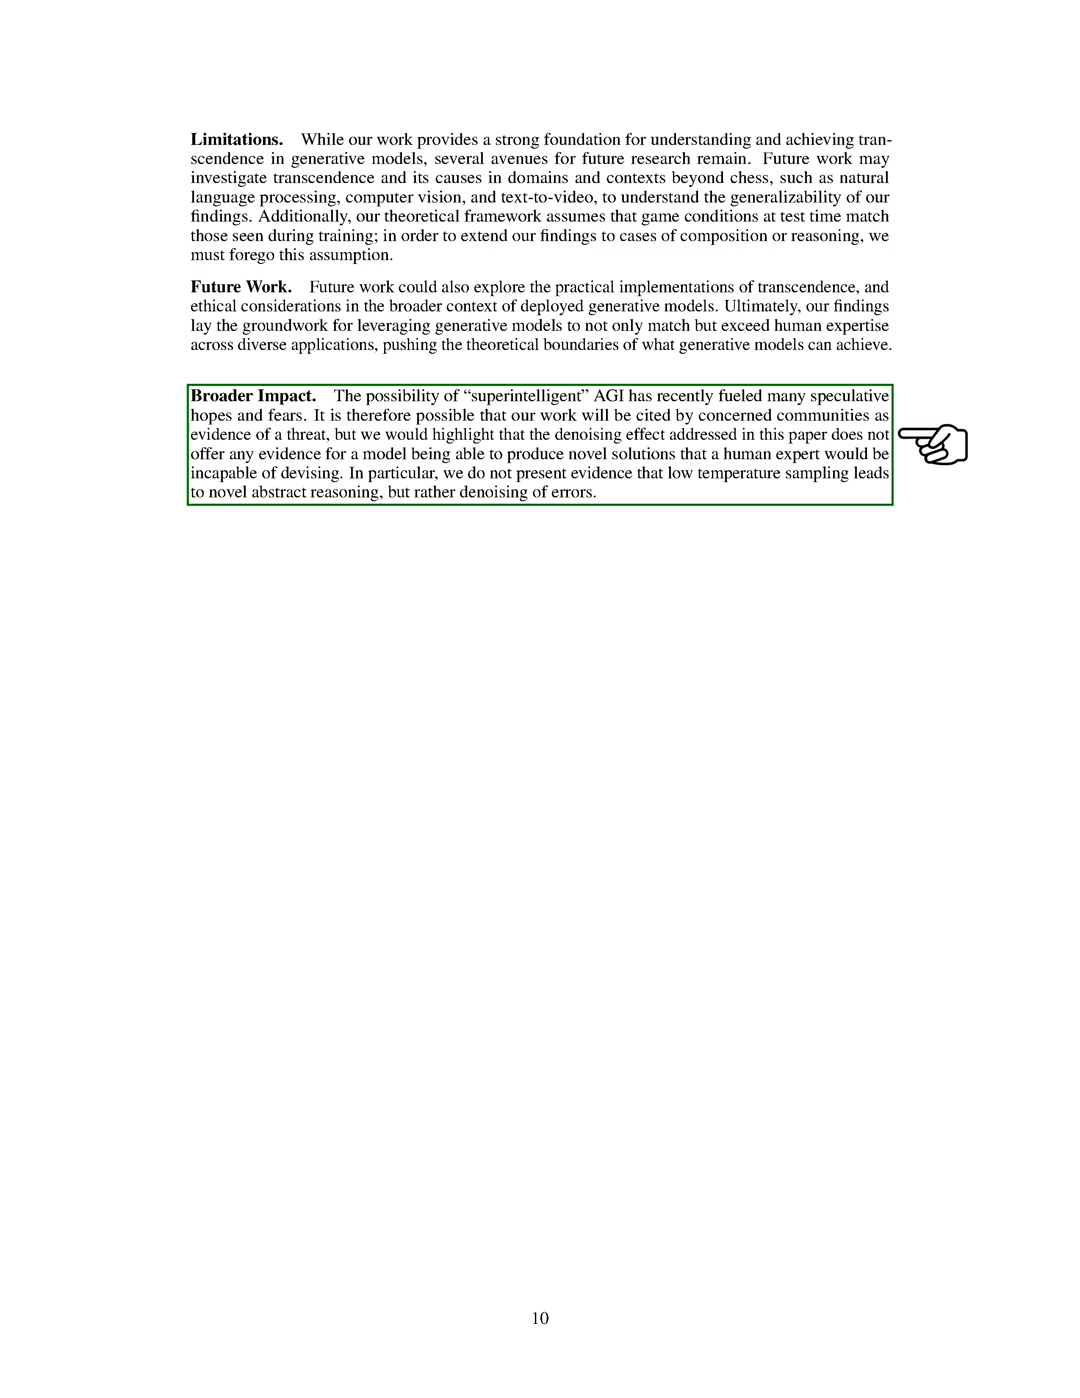 Limitations. While our work provides a strong foundation for understanding and achieving tran-
scendence in generative models, several avenues for future research remain. Future work may
investigate transcendence and its causes in domains and contexts beyond chess, such as natural
language processing, computer vision, and text-to-video, to understand the generalizability of our
findings. Additionally, our theoretical framework assumes that game conditions at test time match
those seen during training; in order to extend our findings to cases of composition or reasoning, we
must forego this assumption.
Future Work. Future work could also explore the practical implementations of transcendence, and
ethical considerations in the broader context of deployed generative models. Ultimately, our findings
lay the groundwork for leveraging generative models to not only match but exceed human expertise
across diverse applications, pushing the theoretical boundaries of what generative models can achieve.
Broader Impact. The possibility of “superintelligent” AGI has recently fueled many speculative
hopes and fears. It is therefore possible that our work will be cited by concerned communities as
evidence of a threat, but we would highlight that the denoising effect addressed in this paper does not
offer any evidence for a model being able to produce novel solutions that a human expert would be
incapable of devising. In particular, we do not present evidence that low temperature sampling leads
to novel abstract reasoning, but rather denoising of errors.
10